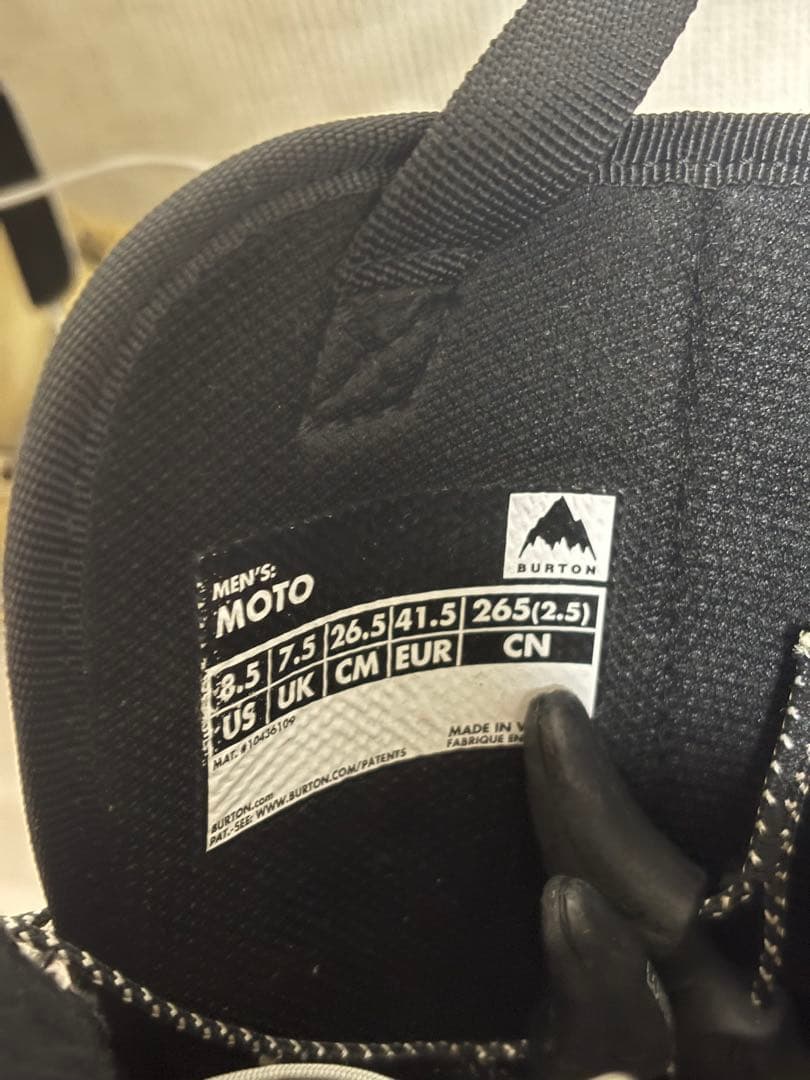 BURTON
MEN'S:
MOTO
8.5 7.5 26.5 41.5 265(2.5)
US UK CM EUR CN
MAT. #10436109
MADE IN
FABRIQUE EN
BURTON.com
PAT.-SEE: WWW.BURTON.COM/PATENTS